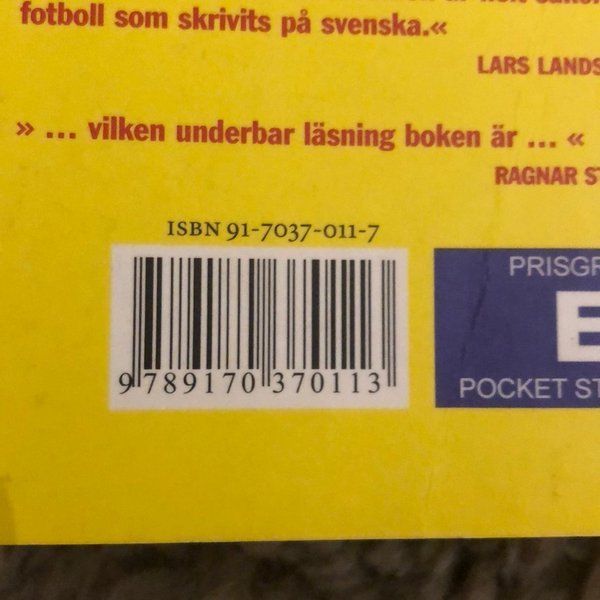 fotboll som skrivits på svenska.«
LARS LANDS
» ... vilken underbar läsning boken är ... «
RAGNAR ST
ISBN 91-7037-011-7
9 789170 370113
PRISGR
E
POCKET ST